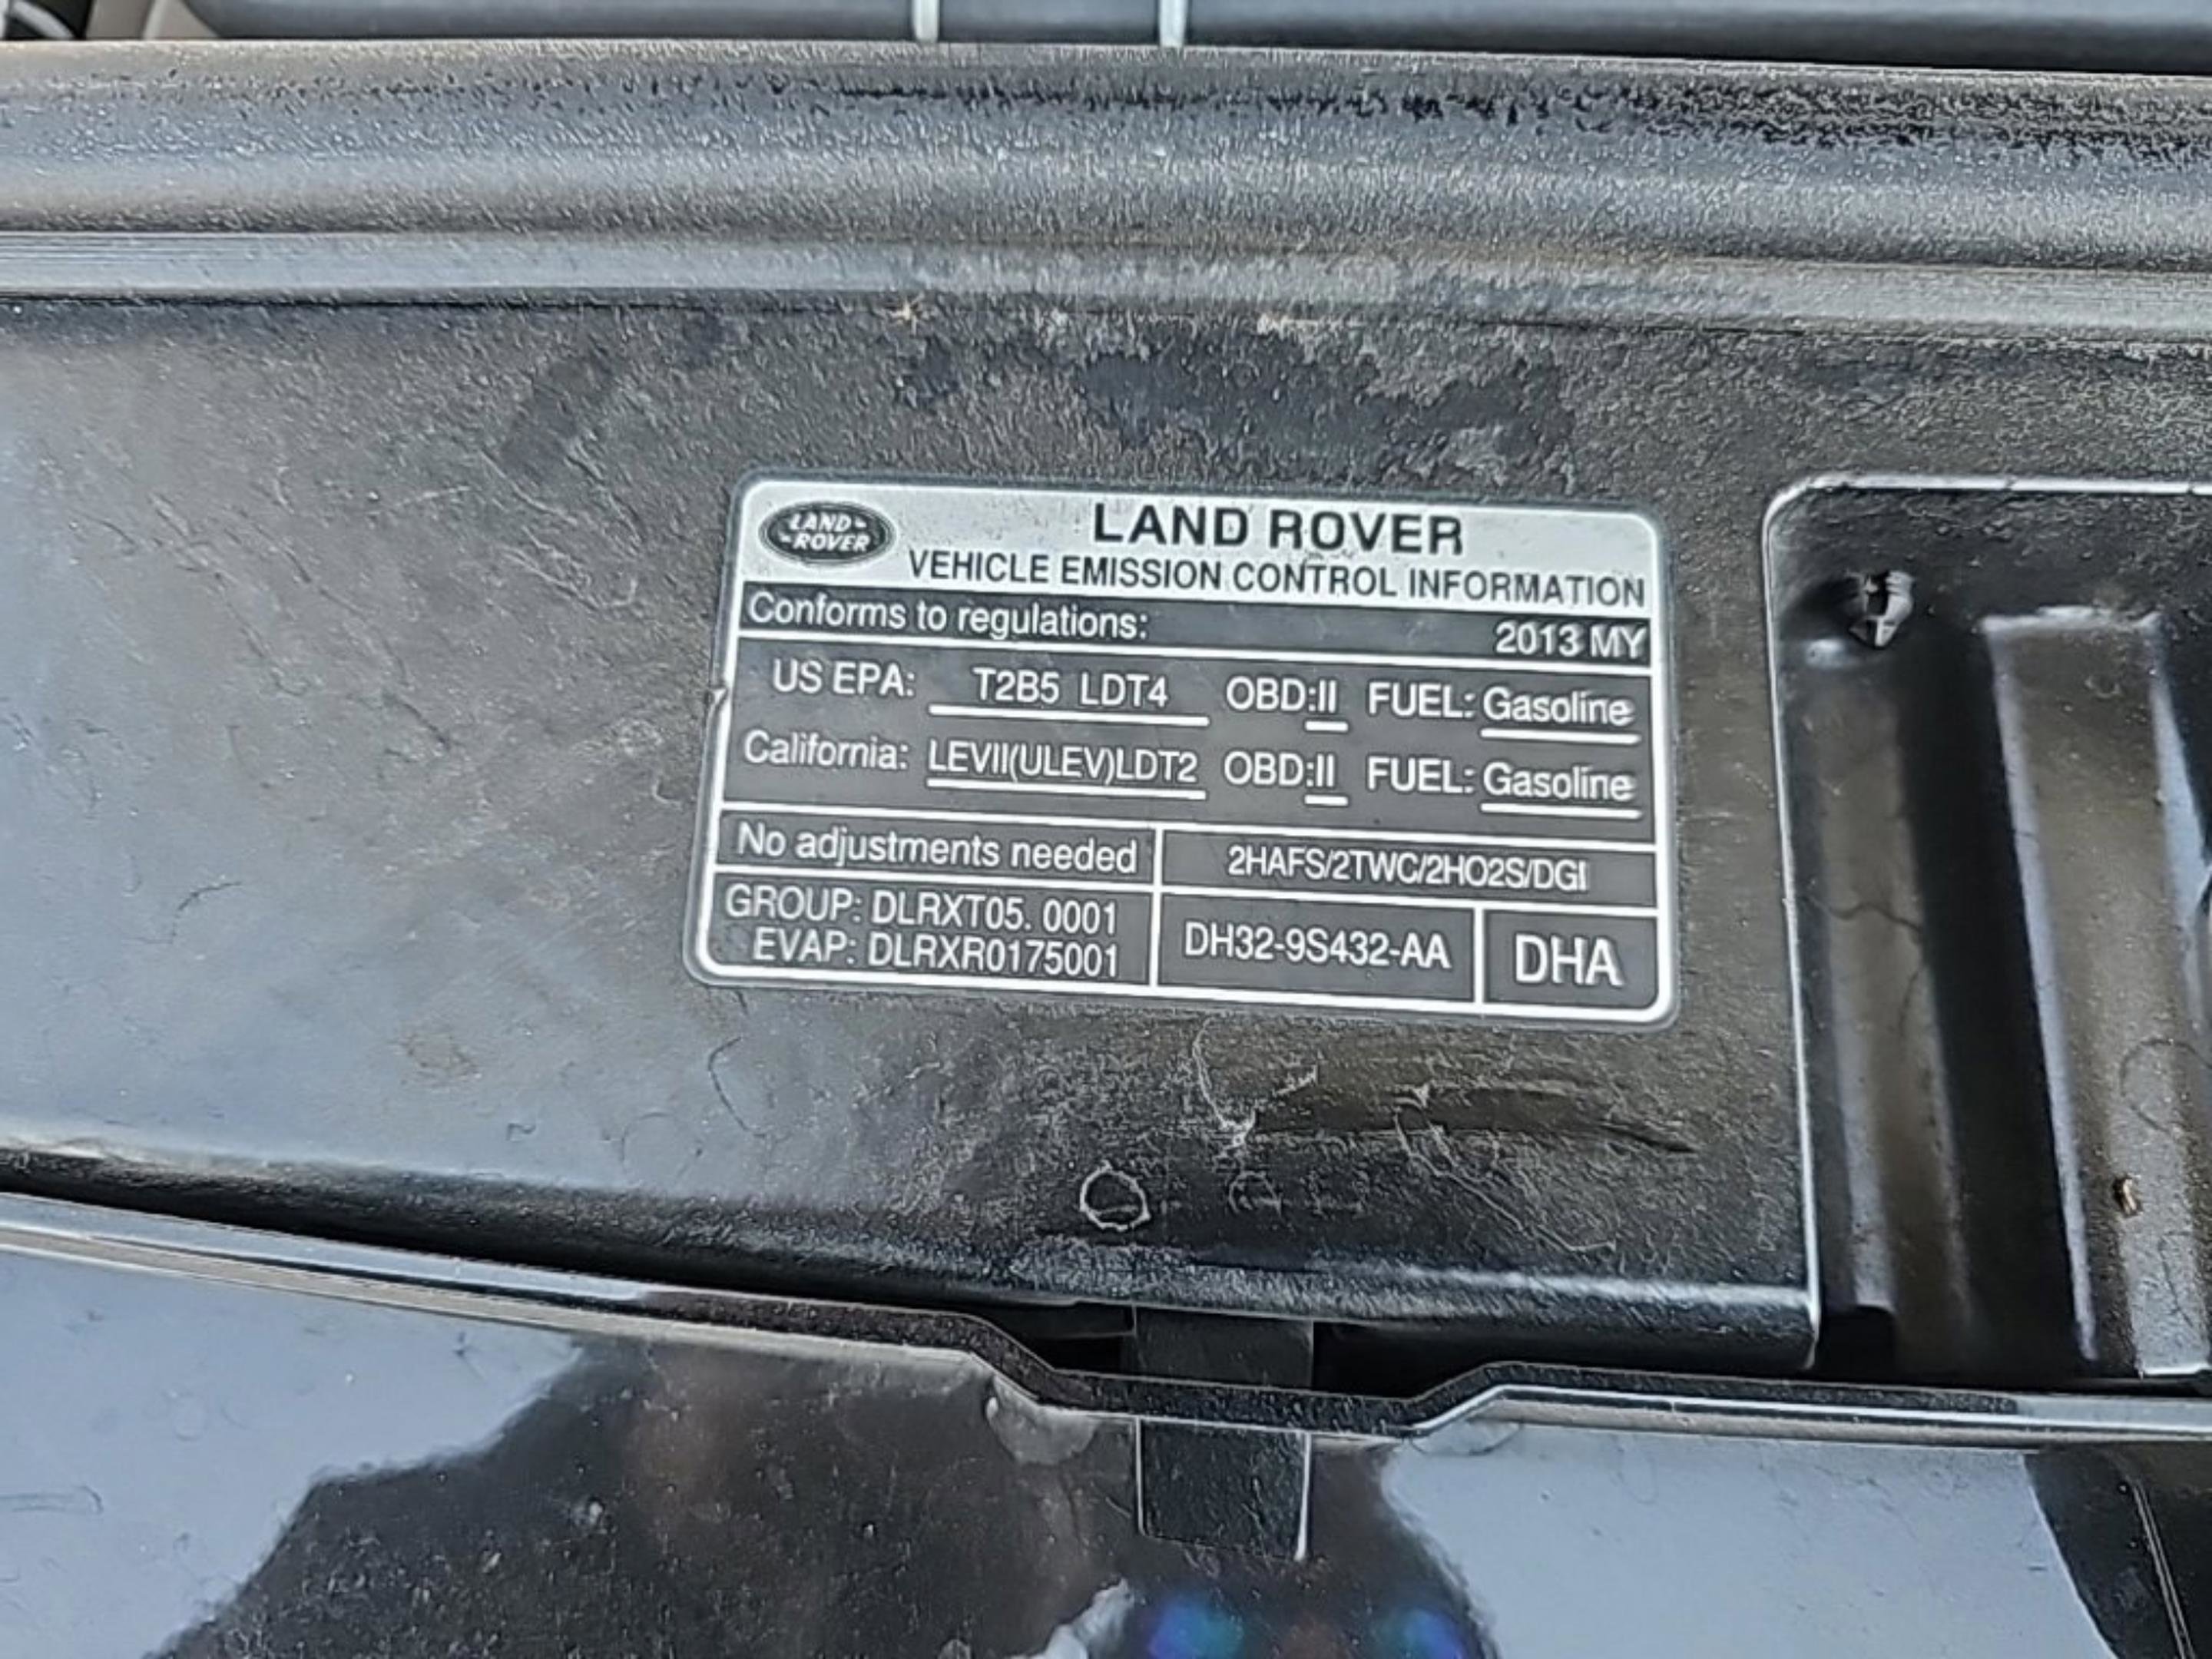 LAND-
-ROVER
LAND ROVER
VEHICLE EMISSION CONTROL INFORMATION
Conforms to regulations: 2013 MY
US EPA: T2B5 LDT4 OBD:II FUEL: Gasoline
California: LEVII(ULEV)LDT2 OBD:II FUEL: Gasoline
No adjustments needed 2HAFS/2TWC/2HO2S/DGI
GROUP: DLRXT05. 0001
EVAP: DLRXR0175001
DH32-9S432-AA DHA